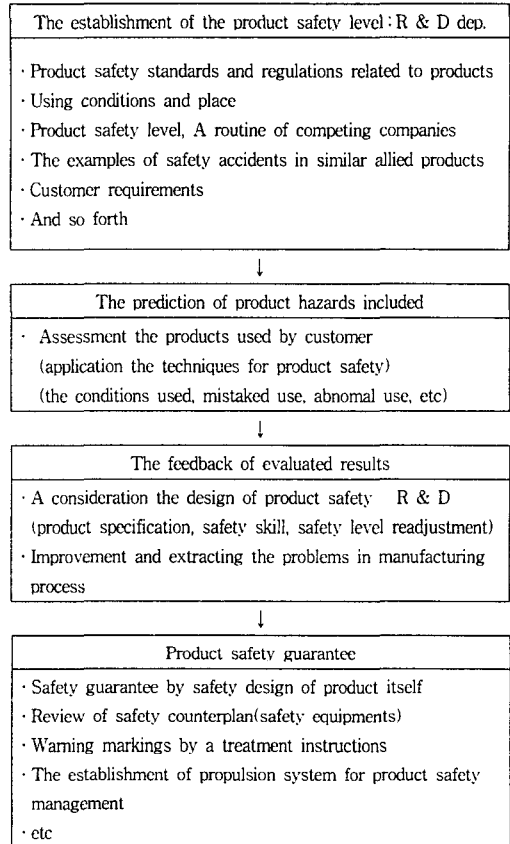 The establishment of the product safety level : R & D dep.
· Product safety standards and regulations related to products
· Using conditions and place
· Product safety level, A routine of competing companies
· The examples of safety accidents in similar allied products
· Customer requirements
· And so forth
↓
The prediction of product hazards included
· Assessment the products used by customer
(application the techniques for product safety)
(the conditions used, mistaked use, abnomal use, etc)
↓
The feedback of evaluated results
· A consideration the design of product safety R & D
(product specification, safety skill, safety level readjustment)
· Improvement and extracting the problems in manufacturing
process
↓
Product safety guarantee
· Safety guarantee by safety design of product itself
· Review of safety counterplan(safety equipments)
· Warning markings by a treatment instructions
· The establishment of propulsion system for product safety
management
· etc